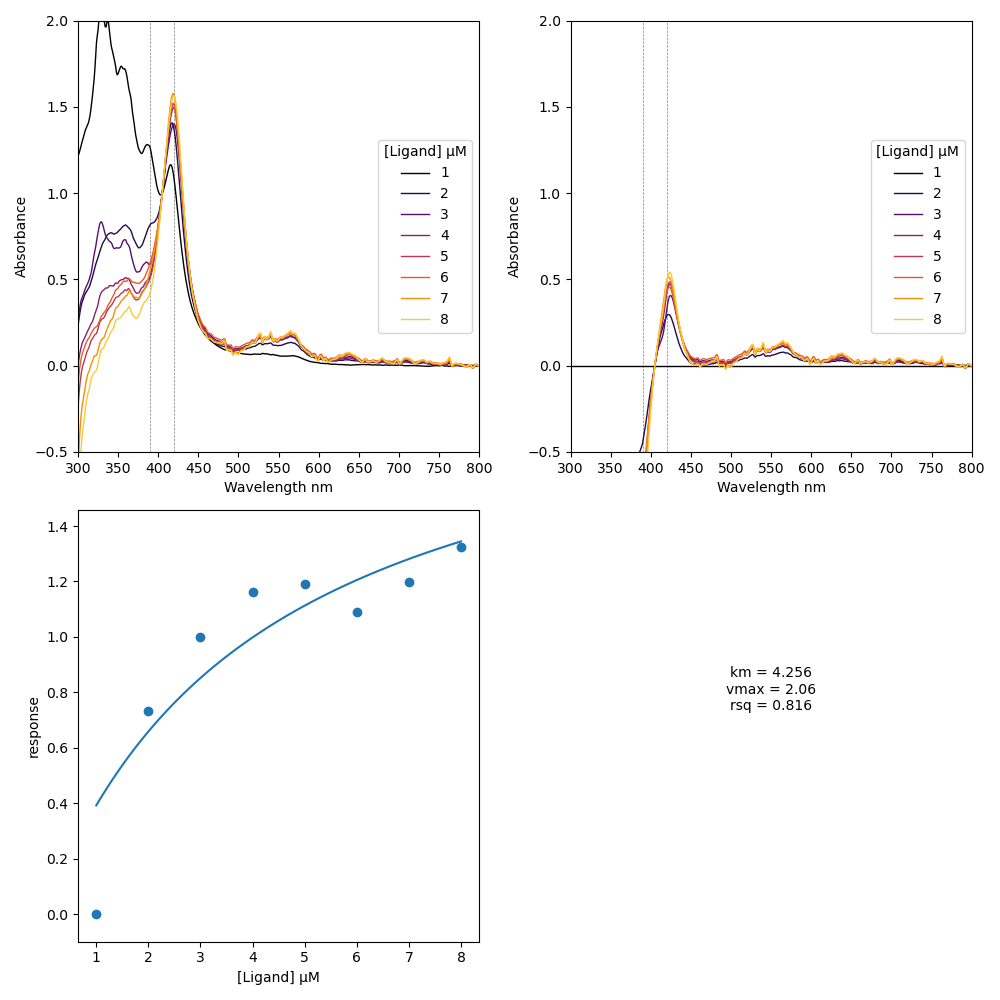 2.0
1.5
1.0
0.5
0.0
−0.5
Absorbance
300 350 400 450 500 550 600 650 700 750 800
Wavelength nm
[Ligand] μM
1
2
3
4
5
6
7
8
2.0
1.5
1.0
0.5
0.0
−0.5
Absorbance
300 350 400 450 500 550 600 650 700 750 800
Wavelength nm
[Ligand] μM
1
2
3
4
5
6
7
8
1.4
1.2
1.0
0.8
0.6
0.4
0.2
0.0
response
1 2 3 4 5 6 7 8
[Ligand] μM
km = 4.256
vmax = 2.06
rsq = 0.816